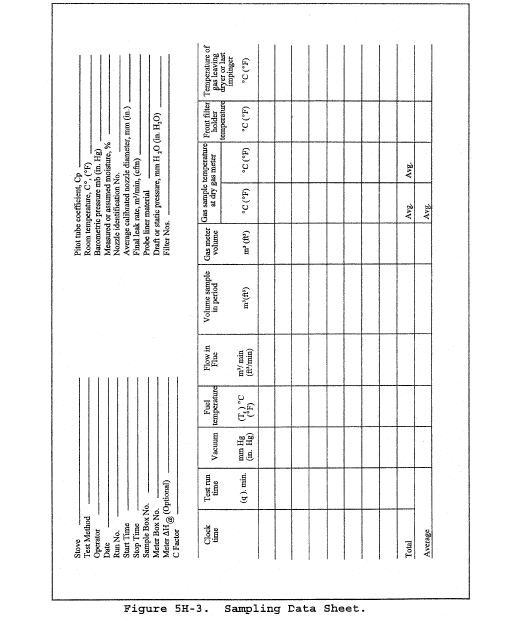 Stove
Test Method
Operator
Date
Run No.
Start Time
Stop Time
Sample Box No.
Meter Box No.
Meter ΔH @ (Optional)
C Factor
Pitot tube coefficient, Cp
Room temperature, C°, (°F)
Barometric pressure mb (in. Hg)
Measured or assumed moisture, %
Nozzle identification No.
Average calibrated nozzle diameter, mm (in.)
Final leak rate, m³/min, (cfm)
Probe liner material
Draft or static pressure, mm H₂O (in. H₂O)
Filter Nos.
Clock
time
Test run
time
(q ). min.
Vacuum
mm Hg
(in. Hg)
Fuel
temperature
(T, ) °C
(°F)
Flow in
Flue
m³/ min
(ft³/min)
Volume sample
in period
m³(ft³)
Gas meter
volume
m³ (ft³)
Gas sample temperature
at dry gas meter
°C (°F)
°C (°F)
Front filter
holder
temperature
°C (°F)
Temperature of
gas leaving
dryer or last
impinger
°C (°F)
Total
Avg.
Avg.
Average
Avg.
Figure 5H-3. Sampling Data Sheet.